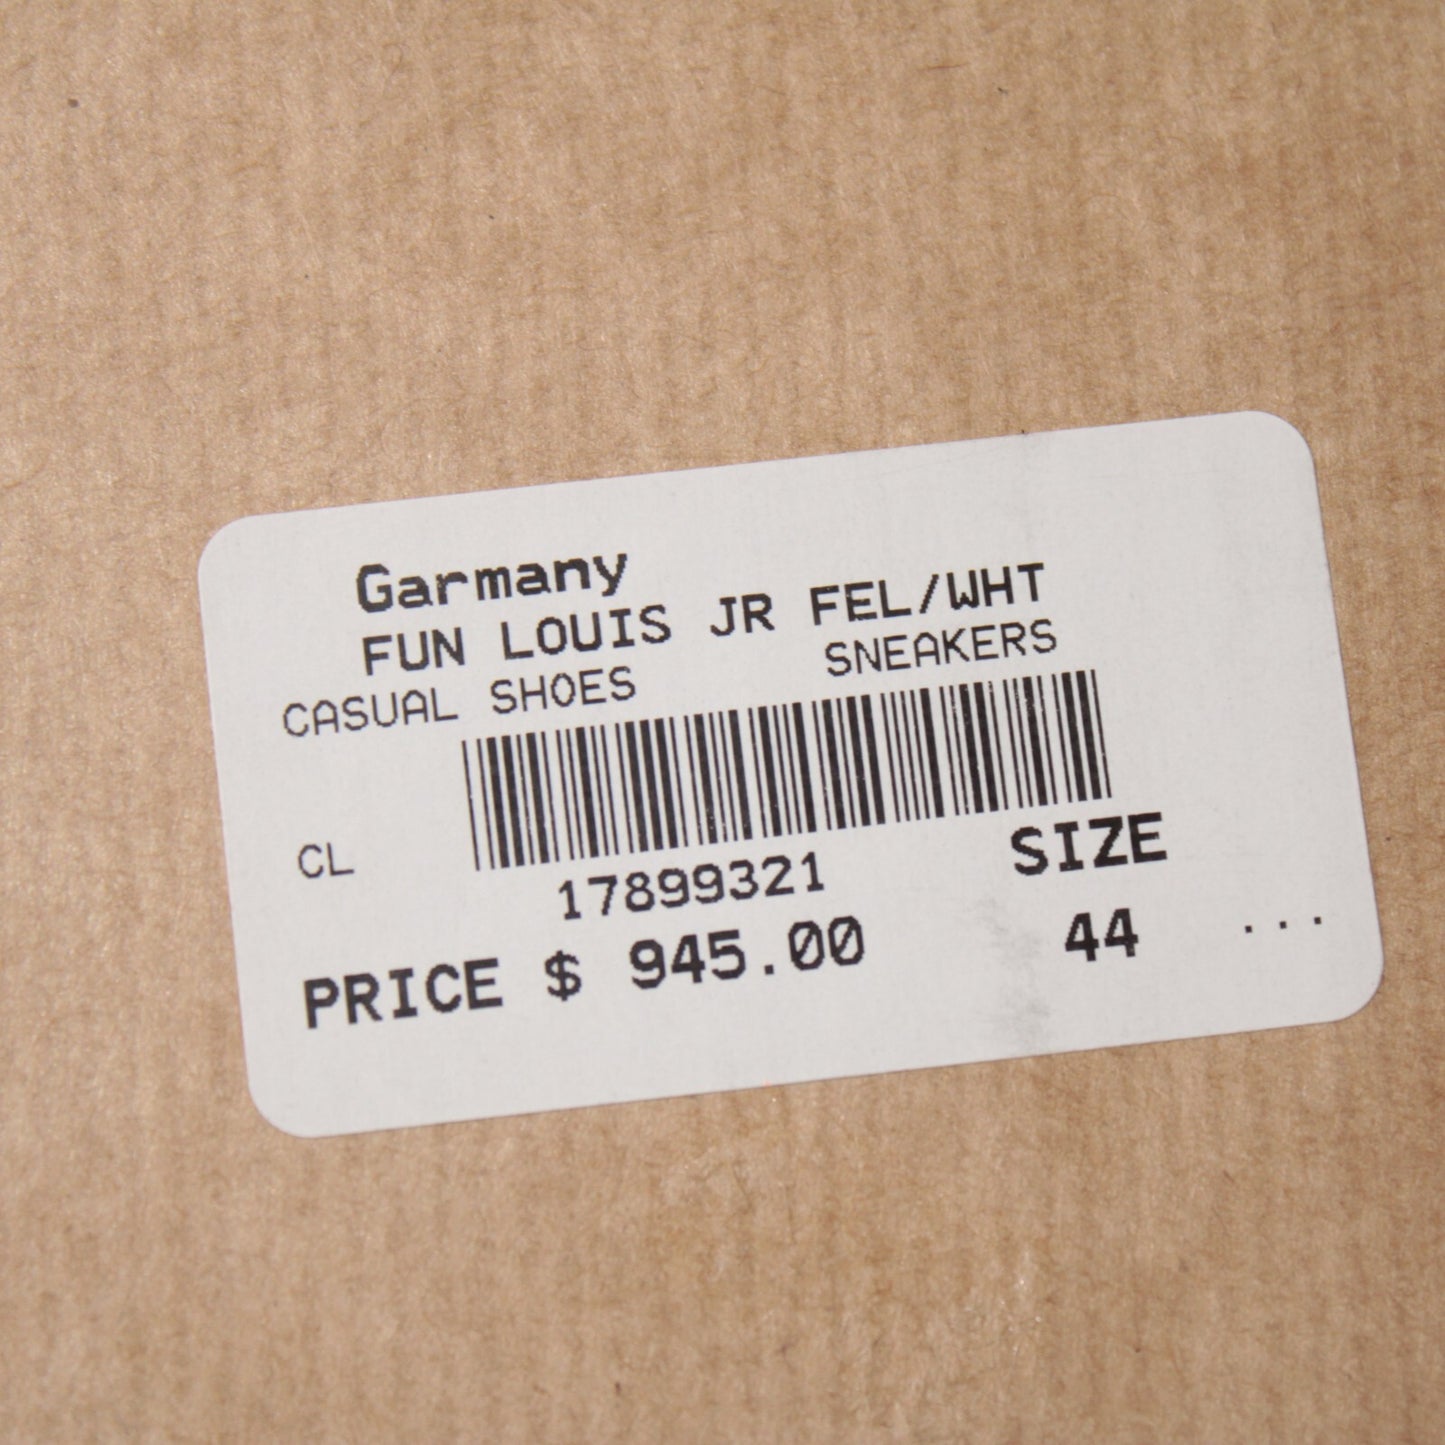 Garmany
FUN LOUIS JR FEL/WHT
CASUAL SHOES SNEAKERS
CL
17899321
SIZE
PRICE $ 945.00 44 ...